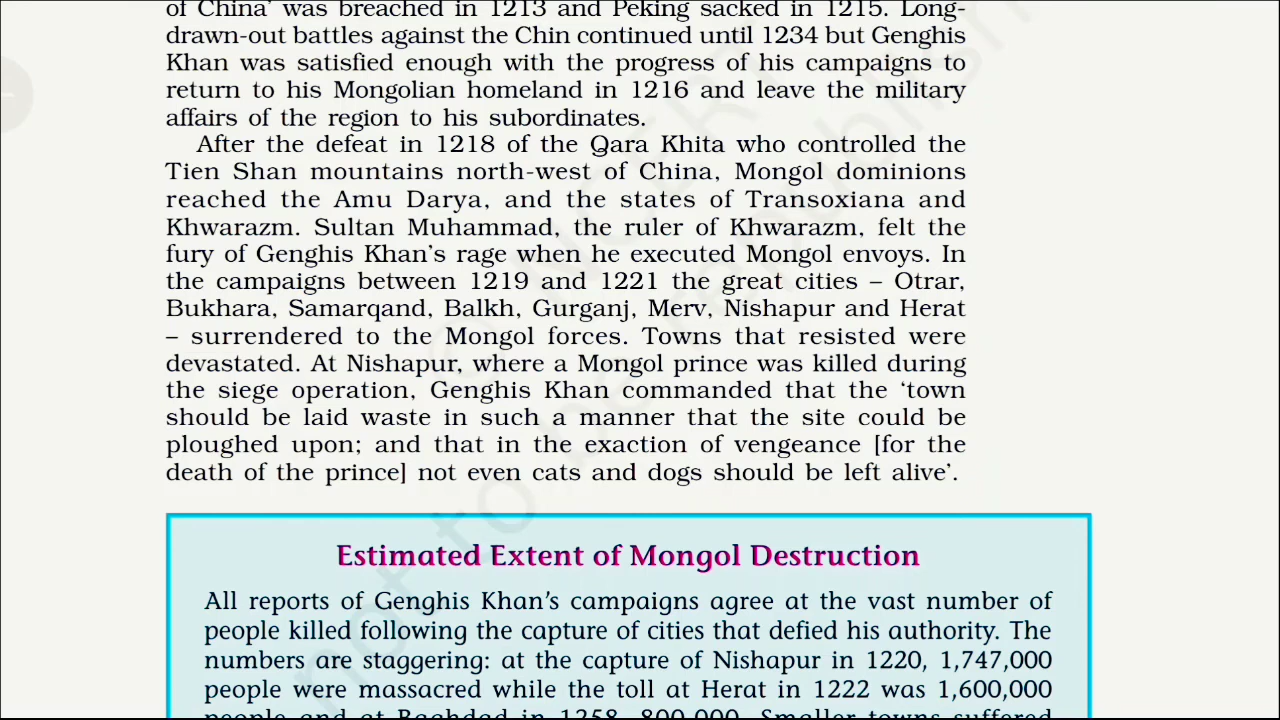 of China’ was breached in 1213 and Peking sacked in 1215. Long-
drawn-out battles against the Chin continued until 1234 but Genghis
Khan was satisfied enough with the progress of his campaigns to
return to his Mongolian homeland in 1216 and leave the military
affairs of the region to his subordinates.
After the defeat in 1218 of the Qara Khita who controlled the
Tien Shan mountains north-west of China, Mongol dominions
reached the Amu Darya, and the states of Transoxiana and
Khwarazm. Sultan Muhammad, the ruler of Khwarazm, felt the
fury of Genghis Khan’s rage when he executed Mongol envoys. In
the campaigns between 1219 and 1221 the great cities – Otrar,
Bukhara, Samarqand, Balkh, Gurganj, Merv, Nishapur and Herat
– surrendered to the Mongol forces. Towns that resisted were
devastated. At Nishapur, where a Mongol prince was killed during
the siege operation, Genghis Khan commanded that the ‘town
should be laid waste in such a manner that the site could be
ploughed upon; and that in the exaction of vengeance [for the
death of the prince] not even cats and dogs should be left alive’.
Estimated Extent of Mongol Destruction
All reports of Genghis Khan’s campaigns agree at the vast number of
people killed following the capture of cities that defied his authority. The
numbers are staggering: at the capture of Nishapur in 1220, 1,747,000
people were massacred while the toll at Herat in 1222 was 1,600,000
people and at Baghdad in 1258, 800,000. Smaller towns suffered